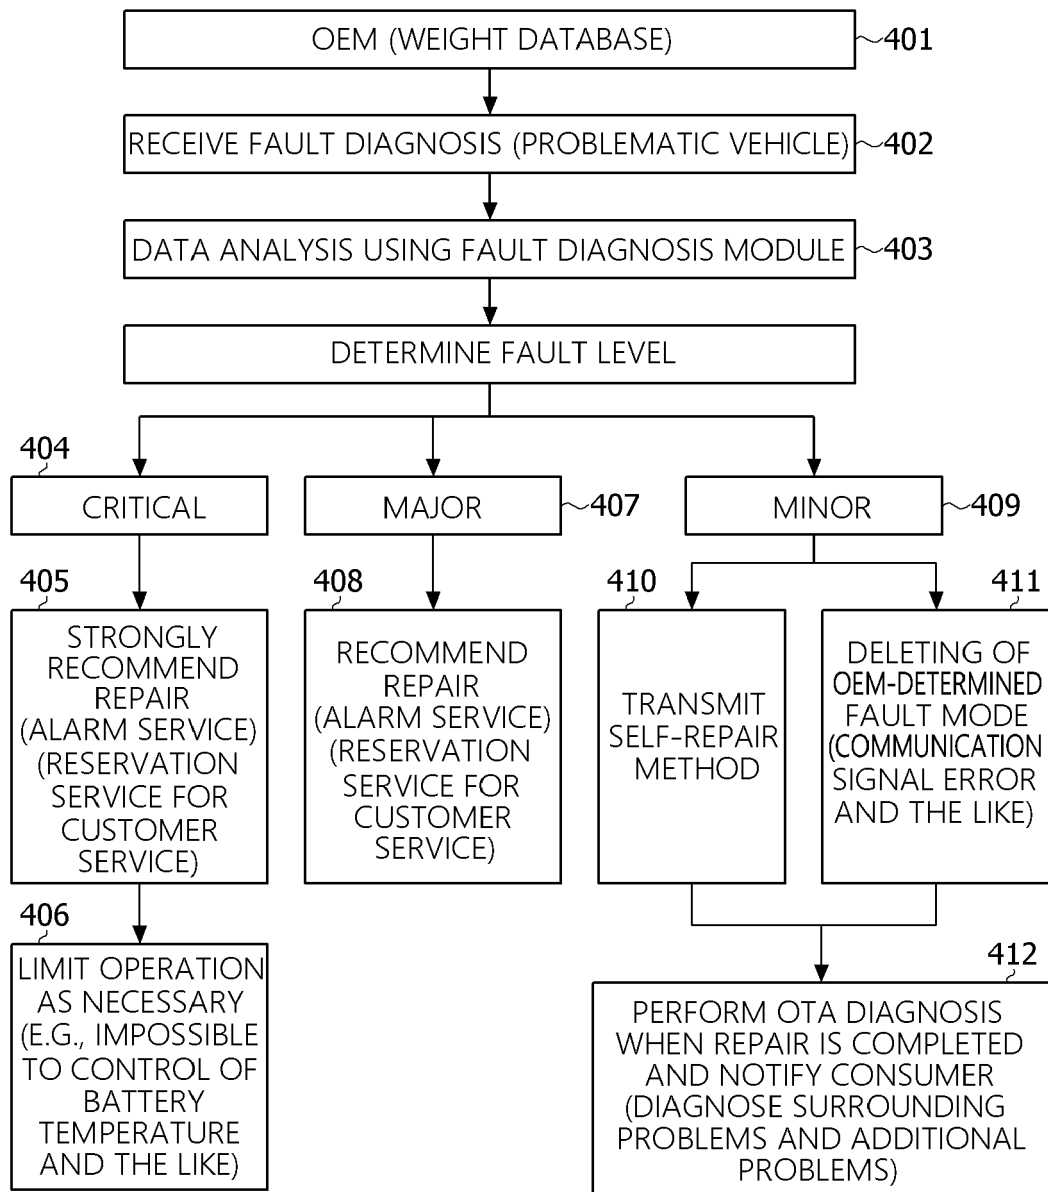 OEM (WEIGHT DATABASE)
401
RECEIVE FAULT DIAGNOSIS (PROBLEMATIC VEHICLE)
402
DATA ANALYSIS USING FAULT DIAGNOSIS MODULE
403
DETERMINE FAULT LEVEL
404
CRITICAL
MAJOR
407
MINOR
409
405
STRONGLY
RECOMMEND
REPAIR
(ALARM SERVICE)
(RESERVATION
SERVICE FOR
CUSTOMER
SERVICE)
408
RECOMMEND
REPAIR
(ALARM SERVICE)
(RESERVATION
SERVICE FOR
CUSTOMER
SERVICE)
410
TRANSMIT
SELF-REPAIR
METHOD
411
DELETING OF
OEM-DETERMINED
FAULT MODE
(COMMUNICATION
SIGNAL ERROR
AND THE LIKE)
406
LIMIT OPERATION
AS NECESSARY
(E.G., IMPOSSIBLE
TO CONTROL OF
BATTERY
TEMPERATURE
AND THE LIKE)
412
PERFORM OTA DIAGNOSIS
WHEN REPAIR IS COMPLETED
AND NOTIFY CONSUMER
(DIAGNOSE SURROUNDING
PROBLEMS AND ADDITIONAL
PROBLEMS)